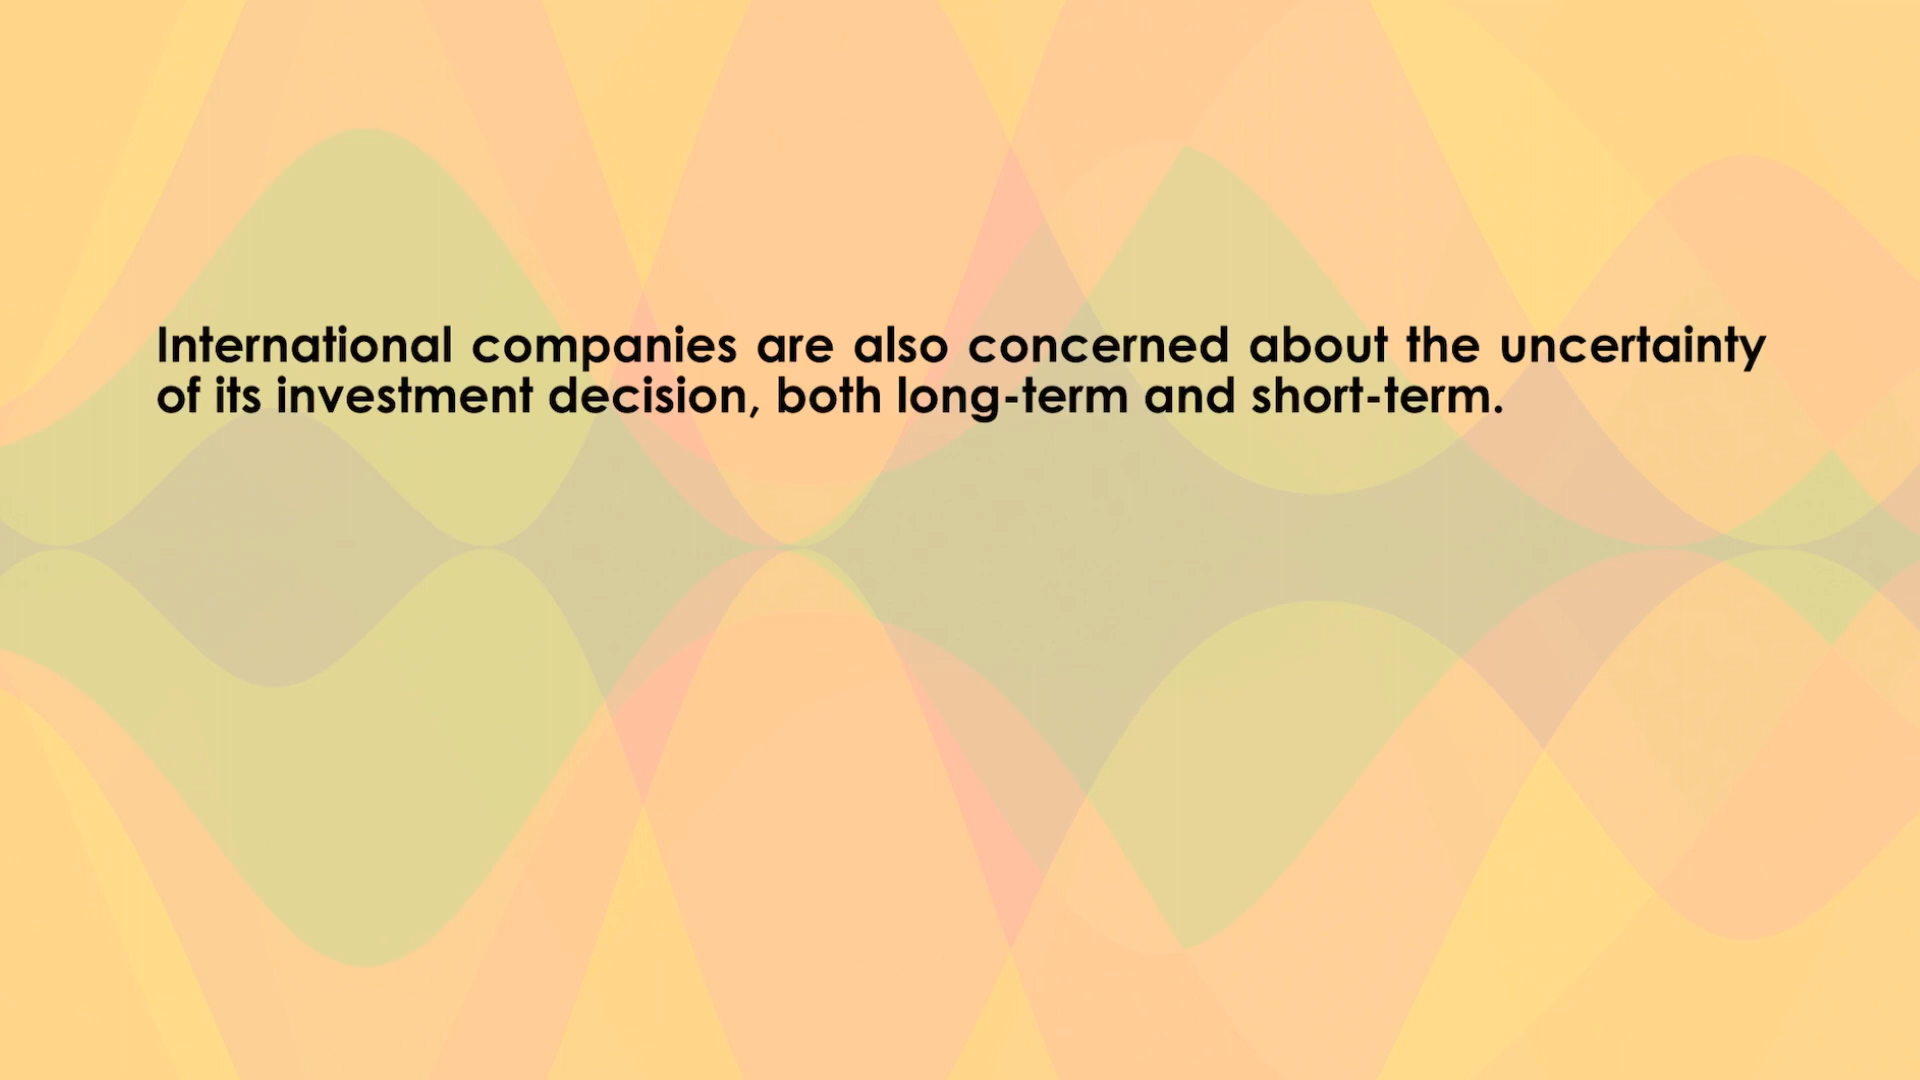 International companies are also concerned about the uncertainty
of its investment decision, both long-term and short-term.